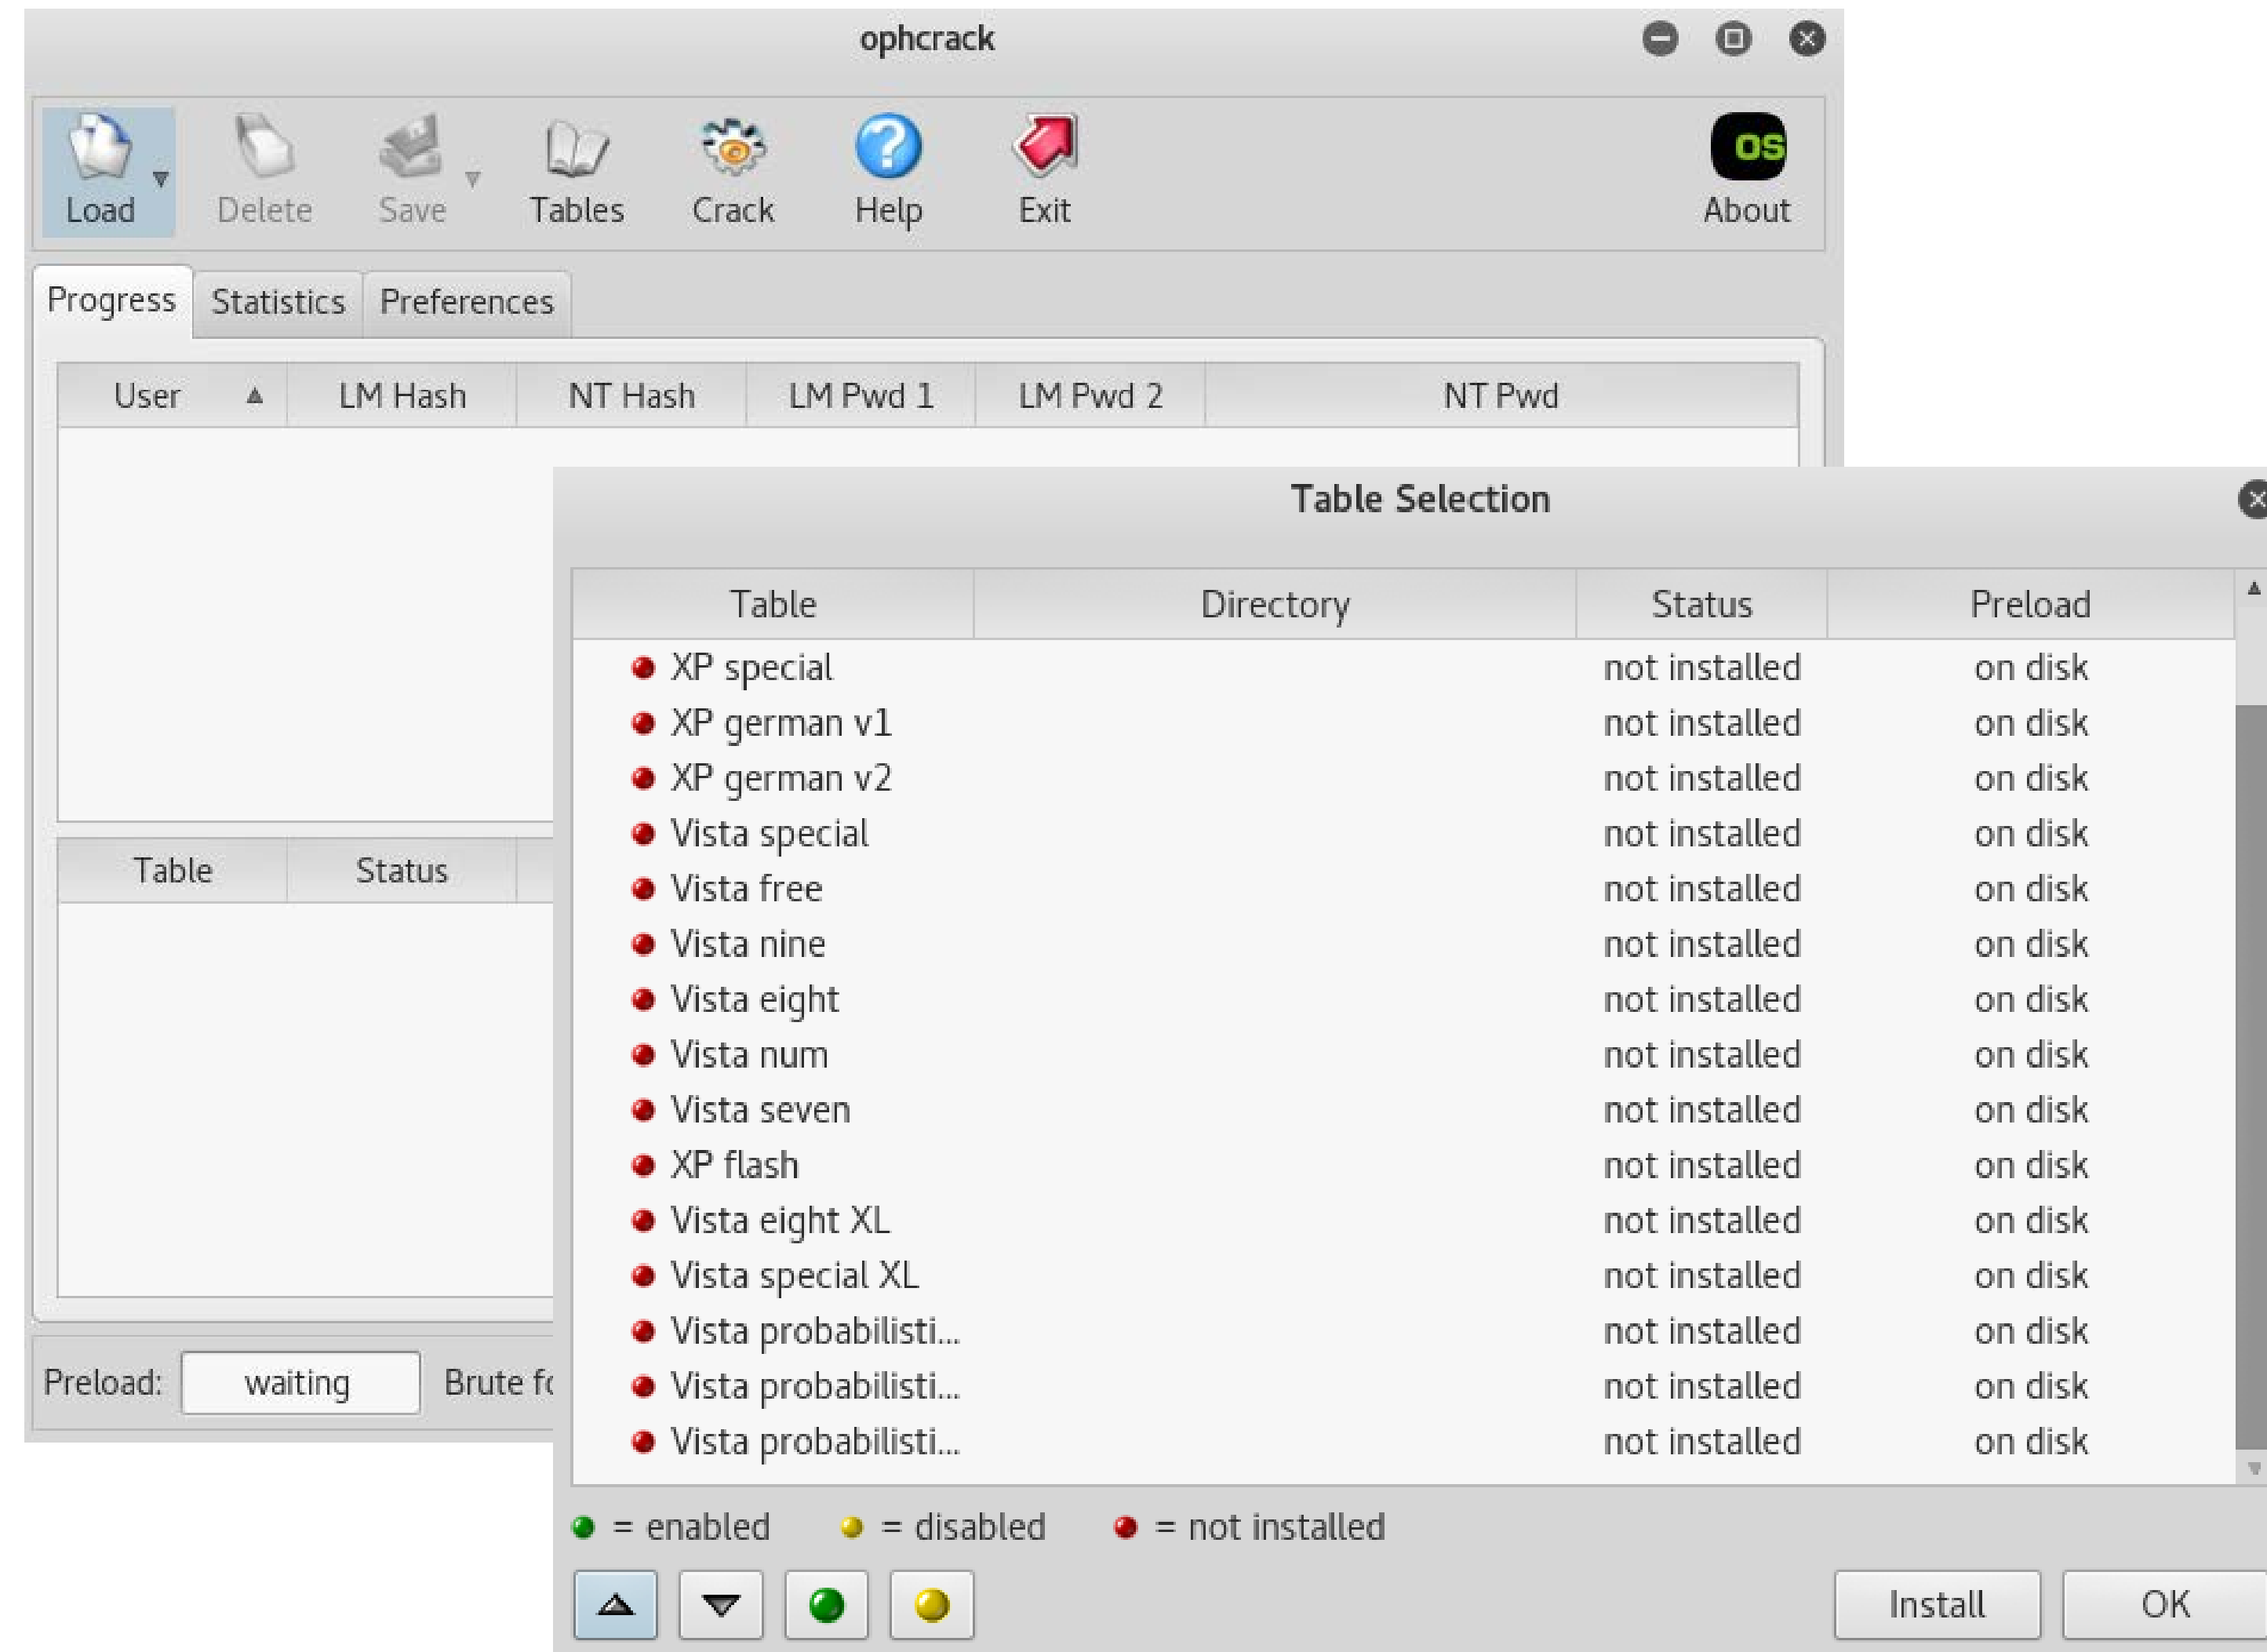 ophcrack
Load Delete Save Tables Crack Help Exit OS About
Progress Statistics Preferences
User LM Hash NT Hash LM Pwd 1 LM Pwd 2 NT Pwd
Table Status
Preload: waiting Brute
Table Selection
Table Directory Status Preload
XP special not installed on disk
XP german v1 not installed on disk
XP german v2 not installed on disk
Vista special not installed on disk
Vista free not installed on disk
Vista nine not installed on disk
Vista eight not installed on disk
Vista num not installed on disk
Vista seven not installed on disk
XP flash not installed on disk
Vista eight XL not installed on disk
Vista special XL not installed on disk
Vista probabilisti... not installed on disk
Vista probabilisti... not installed on disk
Vista probabilisti... not installed on disk
= enabled = disabled = not installed
Install OK